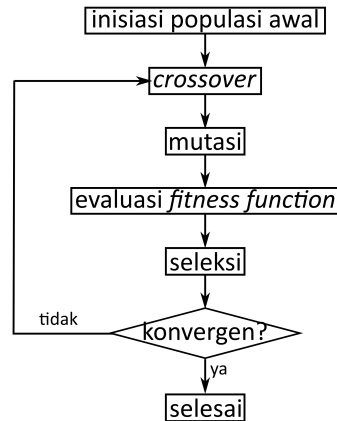 inisiasi populasi awal
crossover
mutasi
evaluasi fitness function
seleksi
konvergen?
tidak
ya
selesai